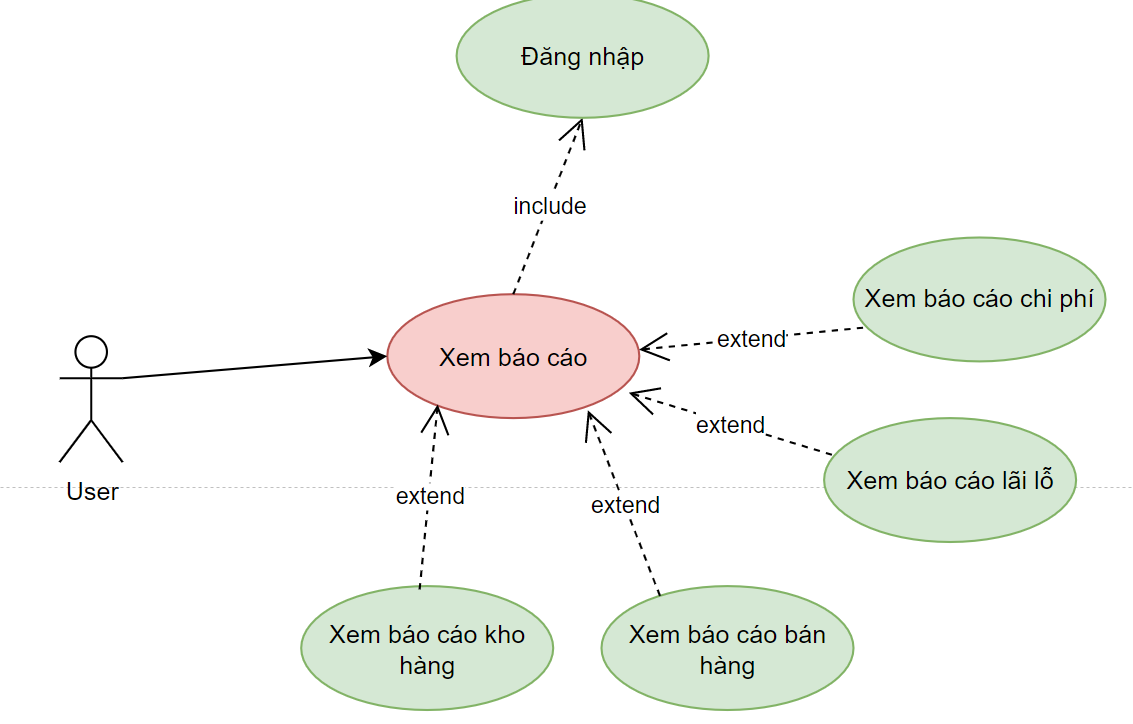 Đăng nhập
include
Xem báo cáo chi phí
extend
Xem báo cáo
extend
Xem báo cáo lãi lỗ
User
extend
extend
Xem báo cáo kho
hàng
Xem báo cáo bán
hàng